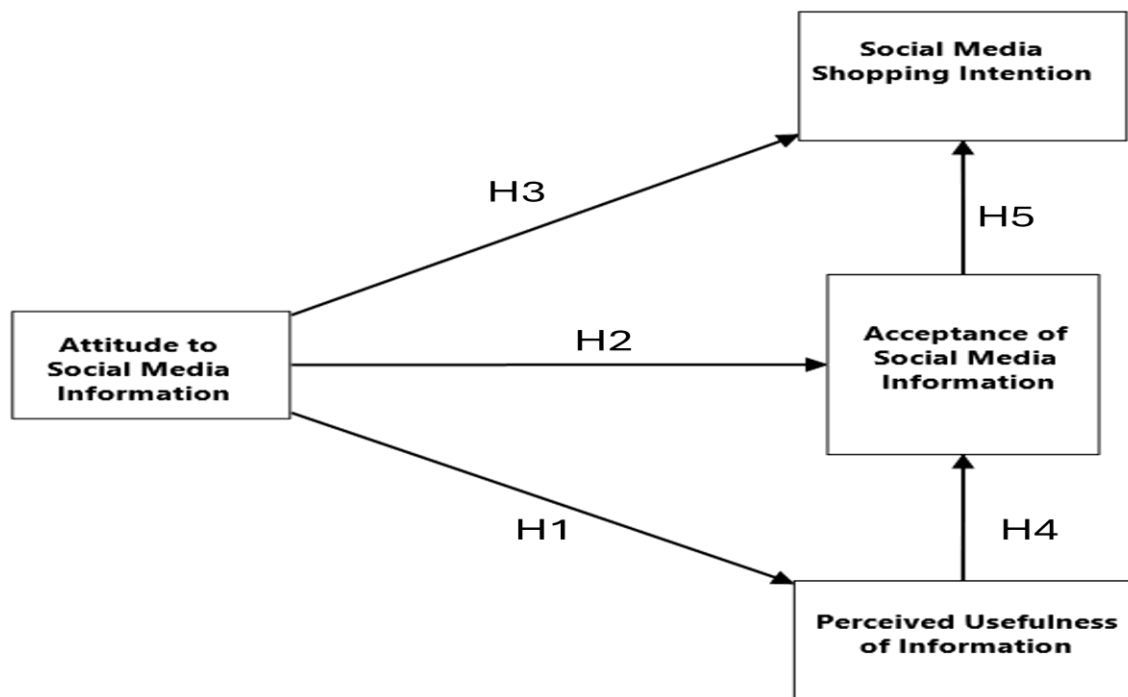 Social Media
Shopping Intention
H3
H5
Attitude to
Social Media
Information
H2
Acceptance of
Social Media
Information
H1
H4
Perceived Usefulness
of Information